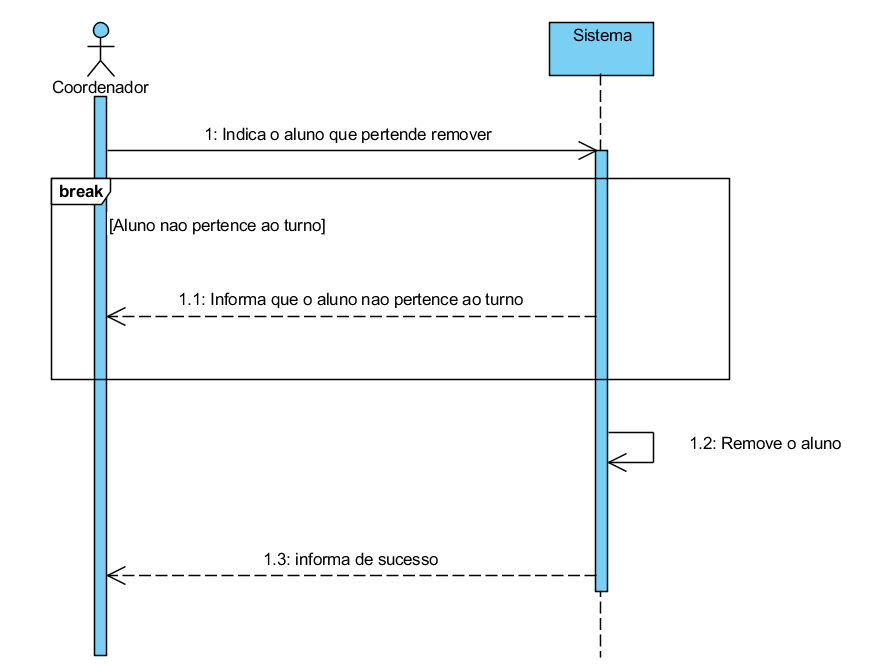 Sistema
Coordenador
1: Indica o aluno que pertende remover
break
[Aluno nao pertence ao turno]
1.1: Informa que o aluno nao pertence ao turno
1.2: Remove o aluno
1.3: informa de sucesso